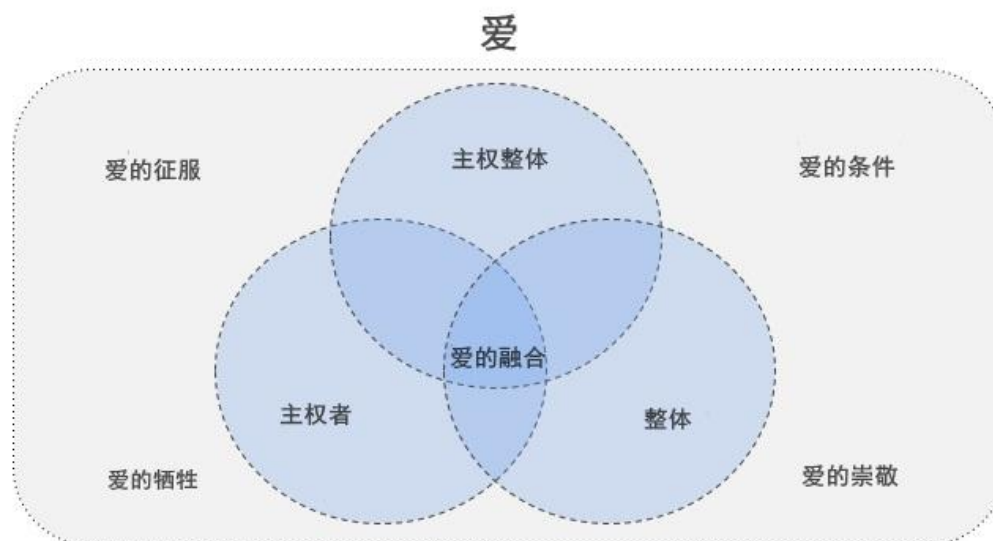 爱
主权整体
爱的征服
爱的条件
爱的融合
主权者
整体
爱的牺牲
爱的崇敬